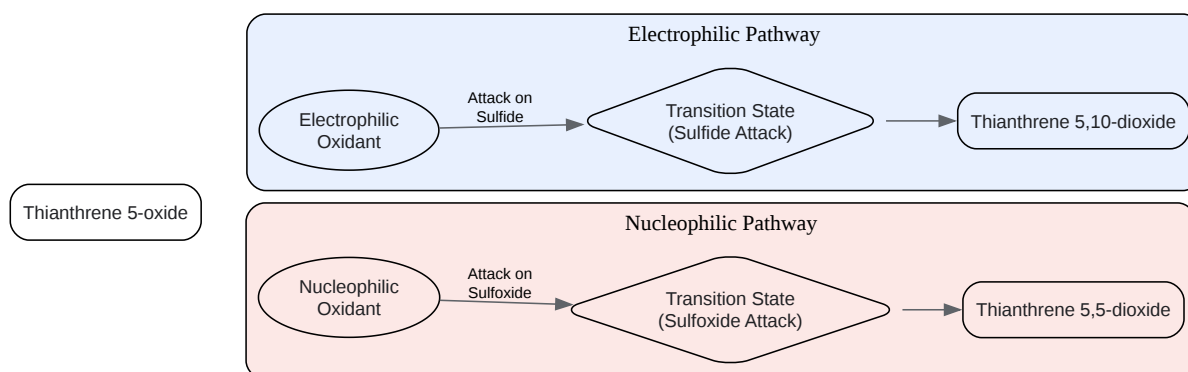 Electrophilic Pathway
Electrophilic
Oxidant
Attack on
Sulfide
Transition State
(Sulfide Attack)
Thianthrene 5,10-dioxide
Thianthrene 5-oxide
Nucleophilic Pathway
Nucleophilic
Oxidant
Attack on
Sulfoxide
Transition State
(Sulfoxide Attack)
Thianthrene 5,5-dioxide